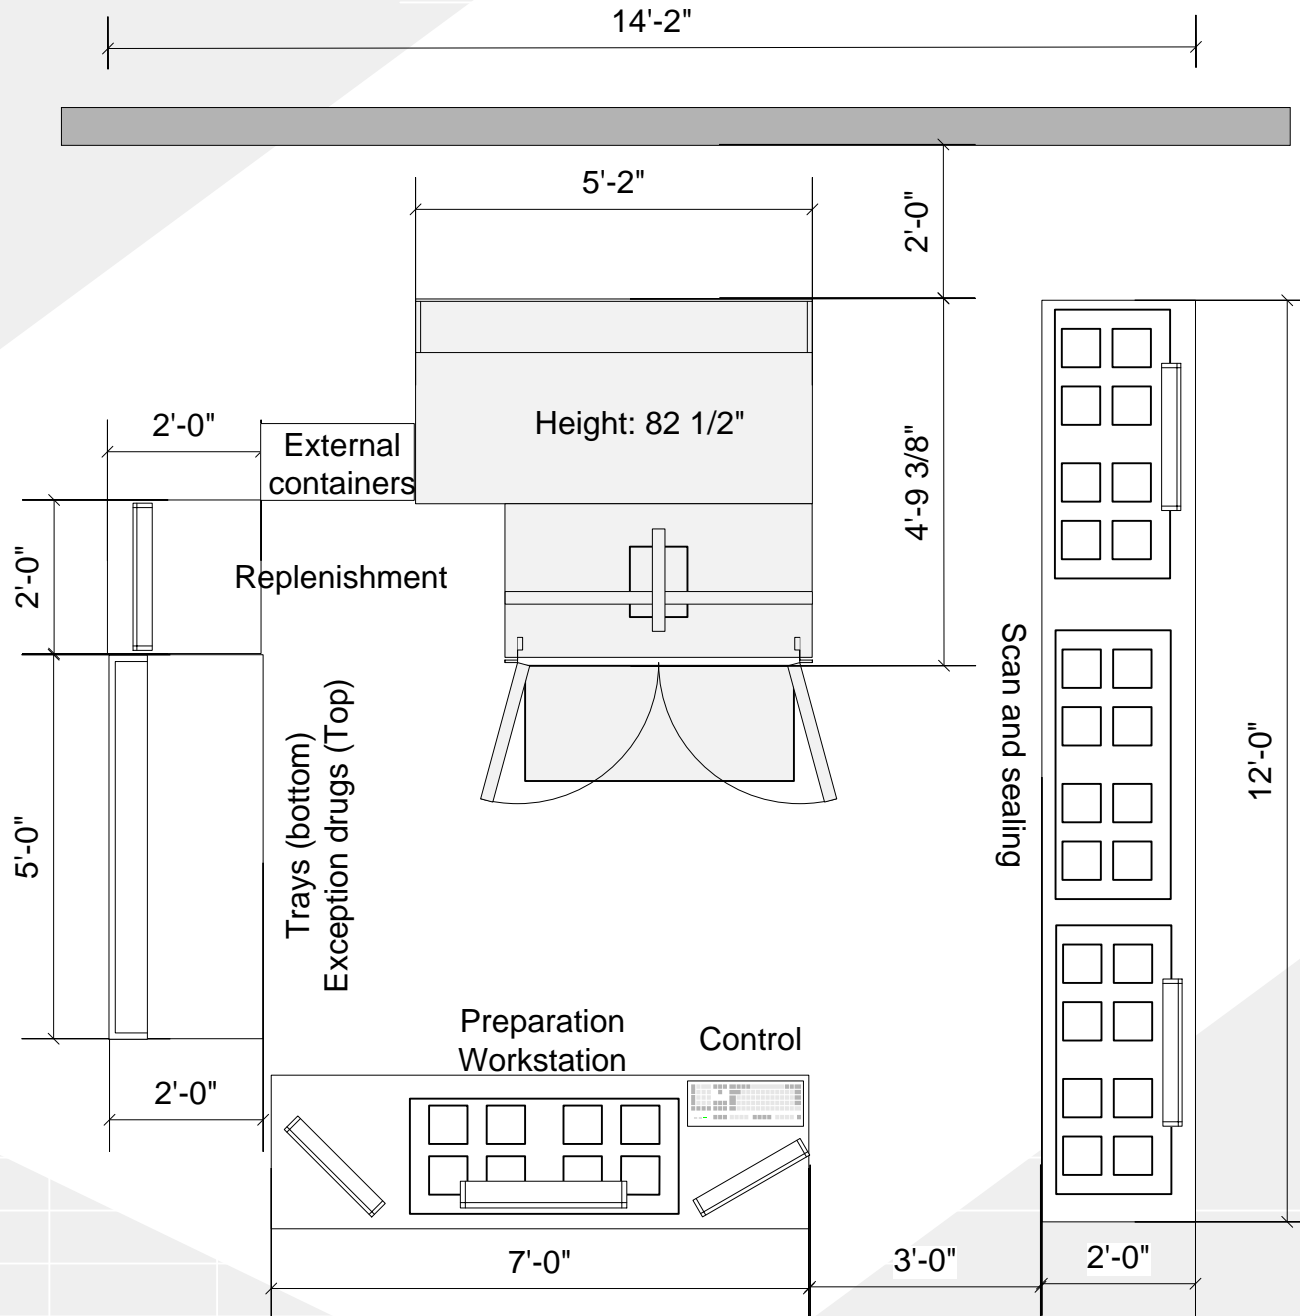 14'-2"
5'-2"
2'-0"
Height: 82 1/2"
4'-9 3/8"
2'-0"
External
containers
2'-0"
Replenishment
Scan and sealing
12'-0"
5'-0"
Trays (bottom)
Exception drugs (Top)
Preparation
Workstation
Control
2'-0"
7'-0"
3'-0"
2'-0"